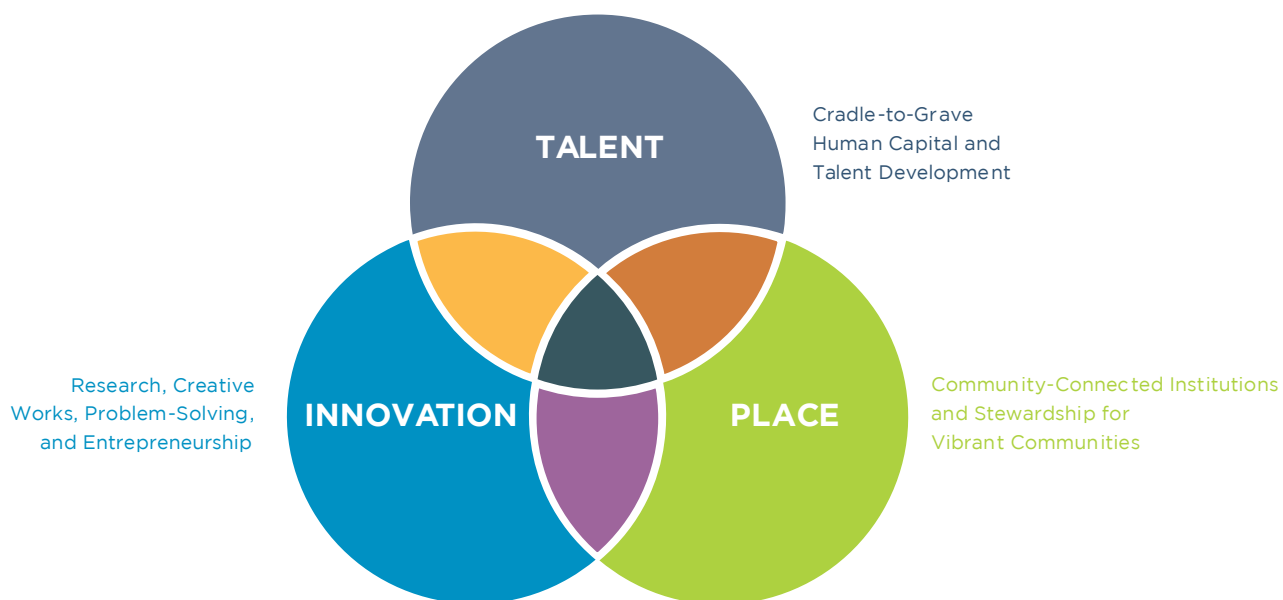 TALENT
Cradle-to-Grave
Human Capital and
Talent Development
INNOVATION
Research, Creative
Works, Problem-Solving,
and Entrepreneurship
PLACE
Community-Connected Institutions
and Stewardship for
Vibrant Communities